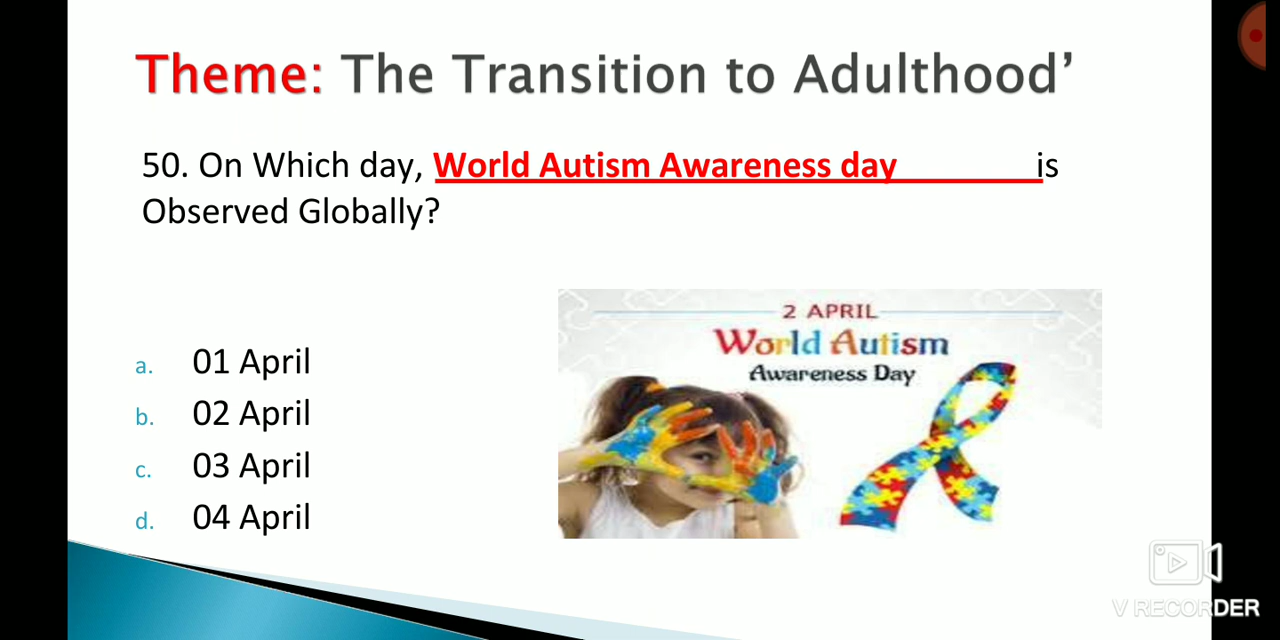 Theme: The Transition to Adulthood’
50. On Which day, World Autism Awareness day is
Observed Globally?
2 APRIL
World Autism
Awareness Day
a. 01 April
b. 02 April
c. 03 April
d. 04 April
V RECORDER